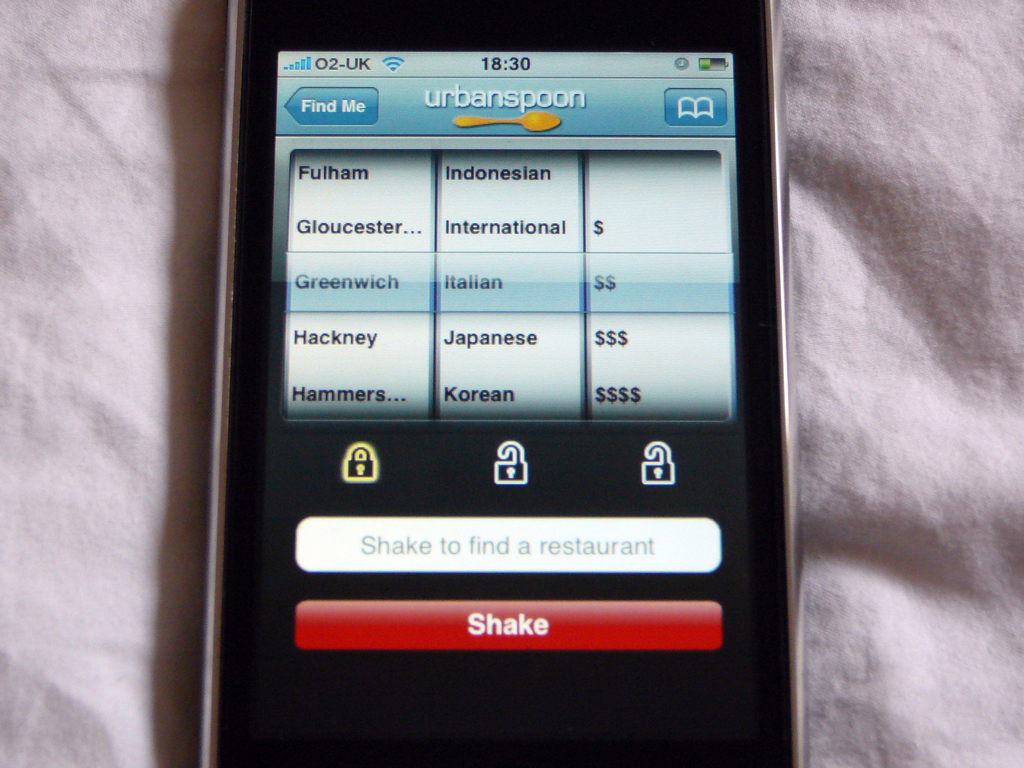 O2-UK 18:30
Find Me urbanspoon
Fulham Indonesian
Gloucester... International $
Greenwich Italian $$
Hackney Japanese $$$
Hammers... Korean $$$$
Shake to find a restaurant
Shake